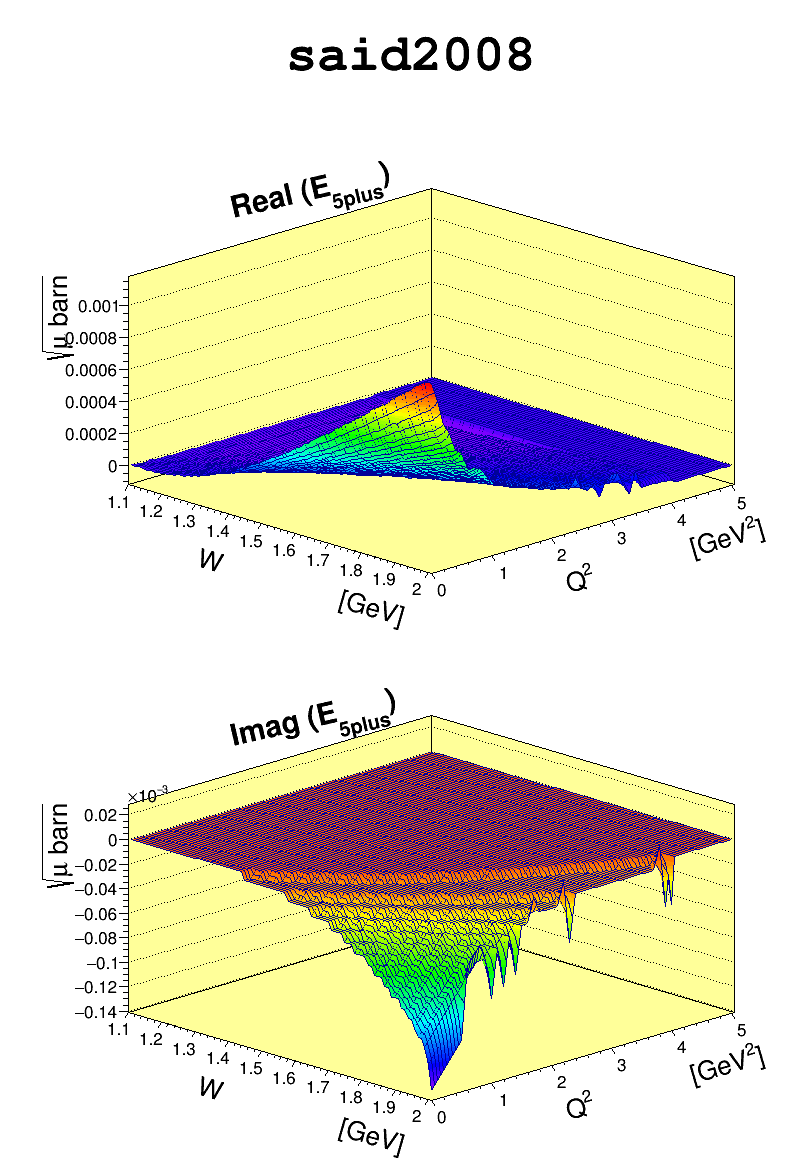 said2008
Real (E5plus)
√μ barn
0.001
0.0008
0.0006
0.0004
0.0002
0
1.1 1.2 1.3 1.4 1.5 1.6 1.7 1.8 1.9 2
W
[GeV]
0 1 2 3 4 5
Q²
[GeV²]
Imag (E5plus)
×10⁻³
√μ barn
0.02
0
−0.02
−0.04
−0.06
−0.08
−0.1
−0.12
−0.14
1.1 1.2 1.3 1.4 1.5 1.6 1.7 1.8 1.9 2
W
[GeV]
0 1 2 3 4 5
Q²
[GeV²]